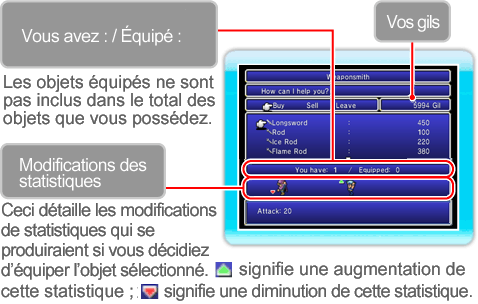 Vous avez : / Équipé :
Vos gils
Les objets équipés ne sont
pas inclus dans le total des
objets que vous possédez.
Weaponsmith
How can I help you?
Buy Sell Leave
5994 Gil
Longsword : 450
Rod : 100
Ice Rod : 220
Flame Rod : 380
You have: 1 / Equipped: 0
Attack: 20
Modifications des
statistiques
Ceci détaille les modifications
de statistiques qui se
produiraient si vous décidiez
d’équiper l’objet sélectionné. signifie une augmentation de
cette statistique ; signifie une diminution de cette statistique.